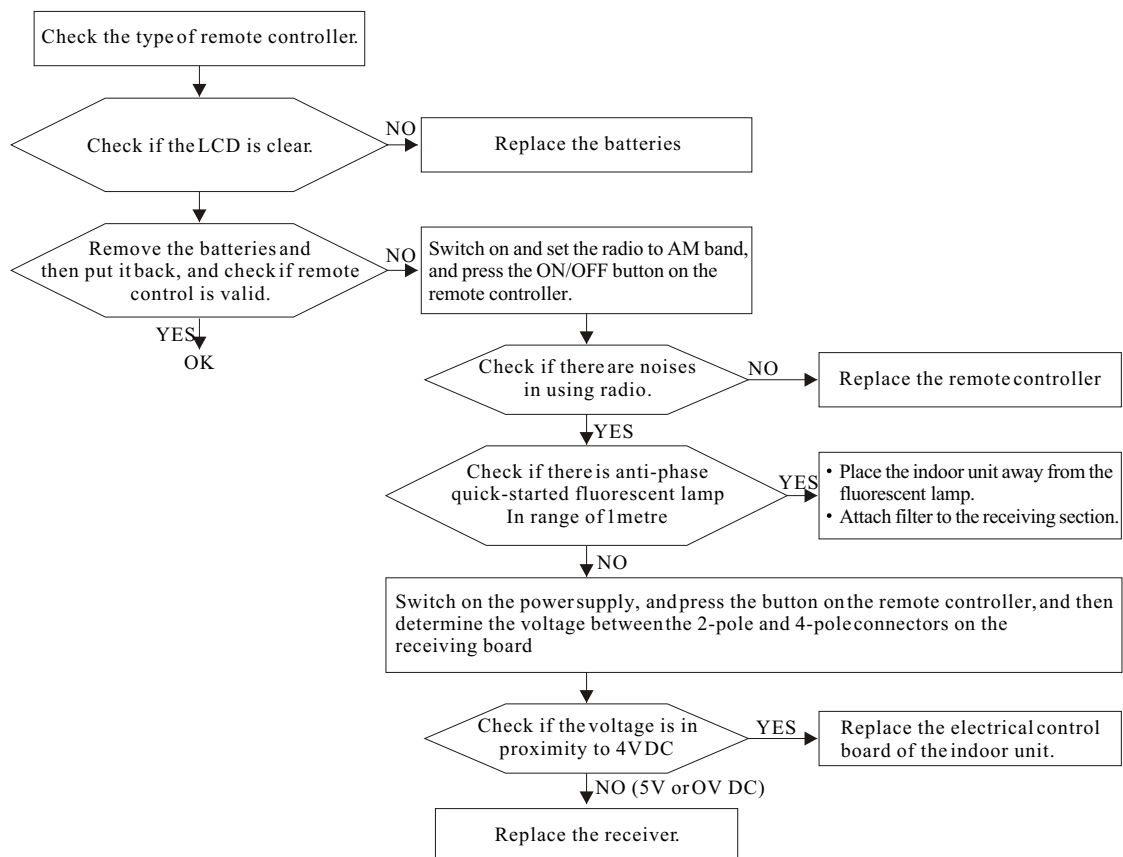 Check the type of remote controller.
Check if the LCD is clear.
NO
Replace the batteries
Remove the batteries and
then put it back, and check if remote
control is valid.
NO
Switch on and set the radio to AM band,
and press the ON/OFF button on the
remote controller.
YES
OK
Check if there are noises
in using radio.
NO
Replace the remote controller
YES
Check if there is anti-phase
quick-started fluorescent lamp
In range of 1metre
YES
• Place the indoor unit away from the
fluorescent lamp.
• Attach filter to the receiving section.
NO
Switch on the power supply, and press the button on the remote controller, and then
determine the voltage between the 2-pole and 4-pole connectors on the
receiving board
Check if the voltage is in
proximity to 4V DC
YES
Replace the electrical control
board of the indoor unit.
NO (5V or OV DC)
Replace the receiver.